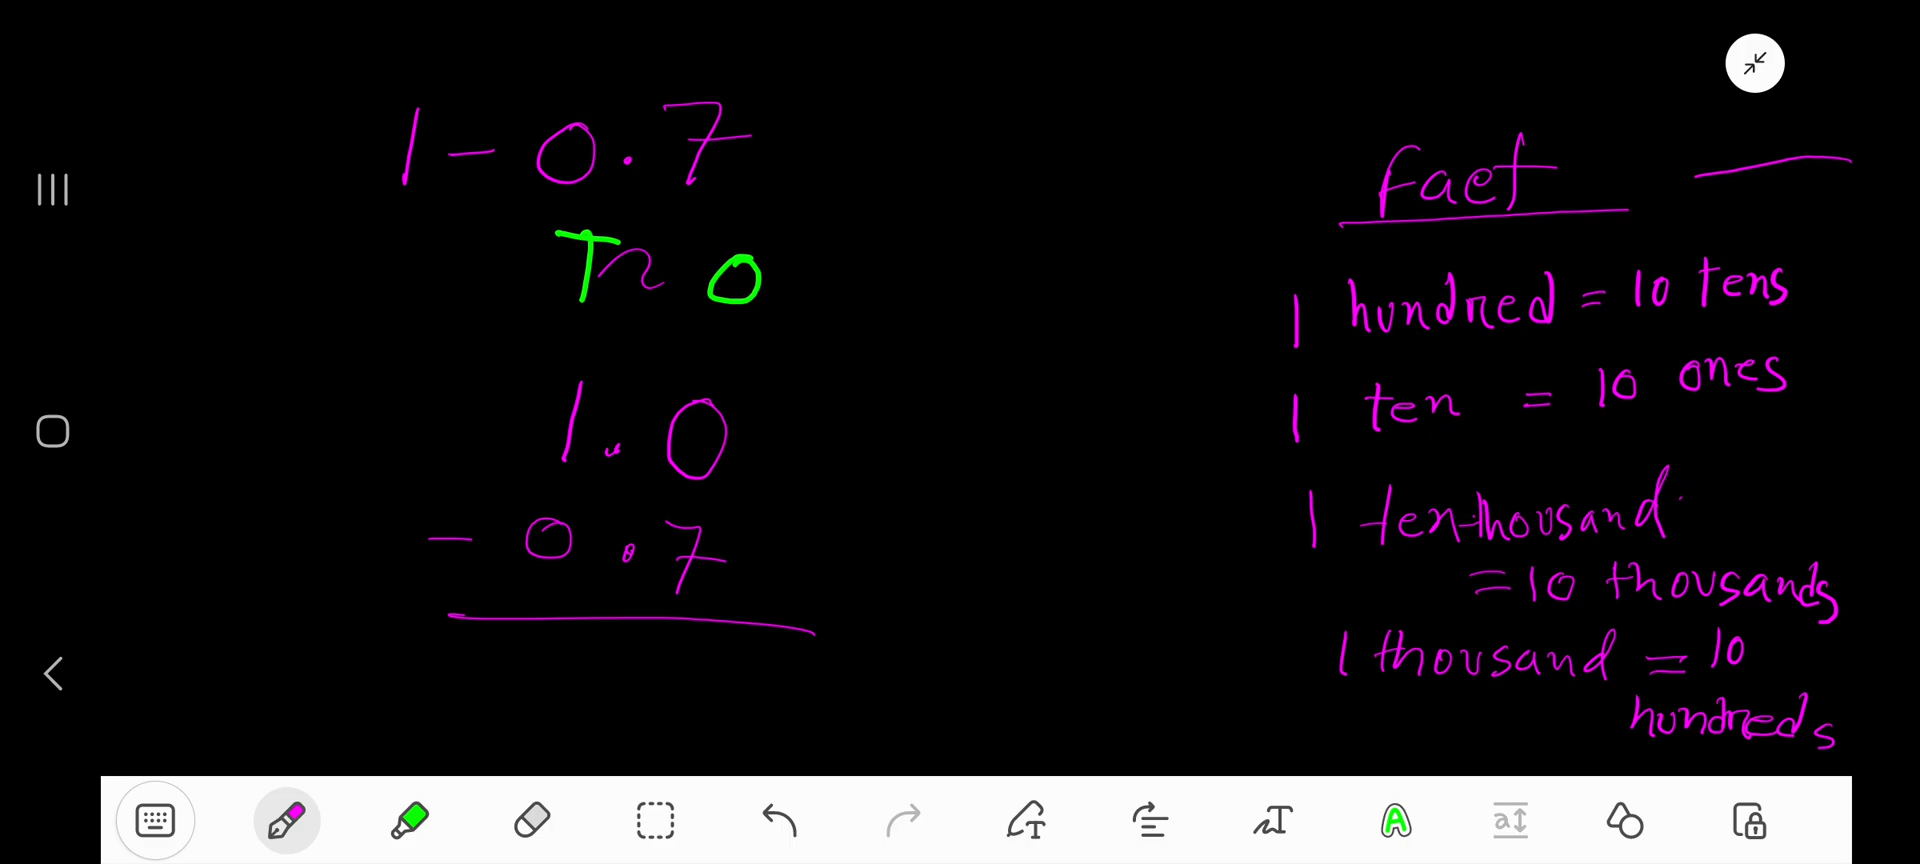 1 - 0.7
T 0
1.0
- 0.7
Fact
1 hundred = 10 tens
1 ten = 10 ones
1 ten-thousand
= 10 thousands
1 thousand = 10
hundreds